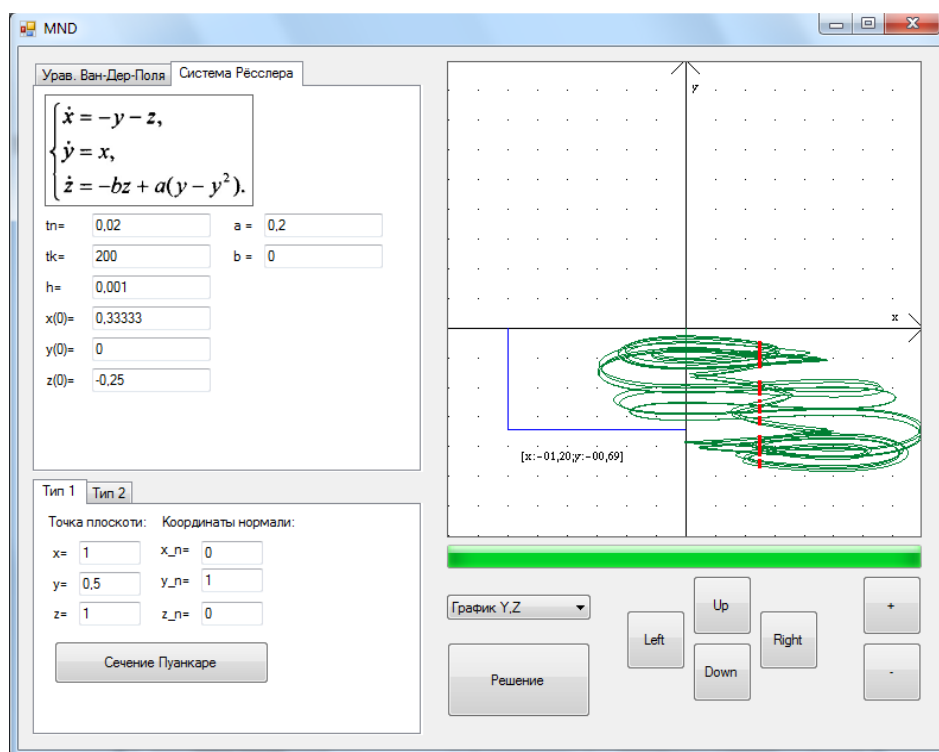 MND
Урав. Ван-Дер-Поля Система Рёсслера
ẋ = −y − z,
ẏ = x,
ż = −bz + a(y − y²).
tn= 0,02 a = 0,2
tk= 200 b = 0
h= 0,001
x(0)= 0,33333
y(0)= 0
z(0)= -0,25
Тип 1 Тип 2
Точка плоскоти: Координаты нормали:
x= 1 x_n= 0
y= 0,5 y_n= 1
z= 1 z_n= 0
Сечение Пуанкаре
y
x
[x:-01,20;y:-00,69]
График Y,Z
Решение
Left
Up
Down
Right
+
-